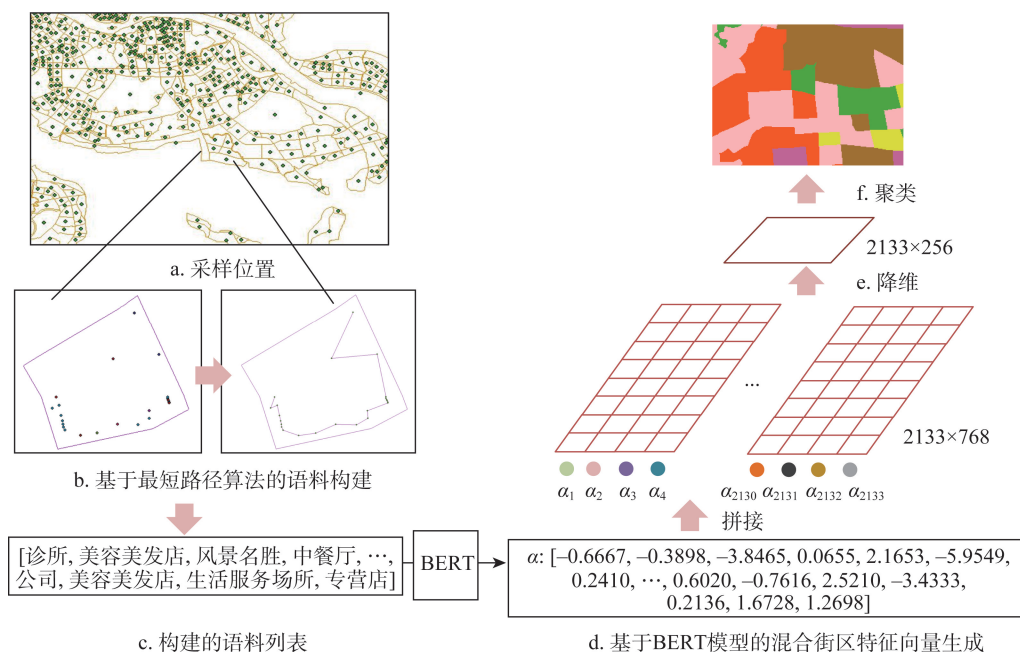 a. 采样位置
b. 基于最短路径算法的语料构建
[诊所, 美容美发店, 风景名胜, 中餐厅, …,
公司, 美容美发店, 生活服务场所, 专营店]
c. 构建的语料列表
BERT
α: [–0.6667, –0.3898, –3.8465, 0.0655, 2.1653, –5.9549,
0.2410, …, 0.6020, –0.7616, 2.5210, –3.4333,
0.2136, 1.6728, 1.2698]
d. 基于BERT模型的混合街区特征向量生成
拼接
α₁ α₂ α₃ α₄ α₂₁₃₀ α₂₁₃₁ α₂₁₃₂ α₂₁₃₃
...
2133×768
e. 降维
2133×256
f. 聚类